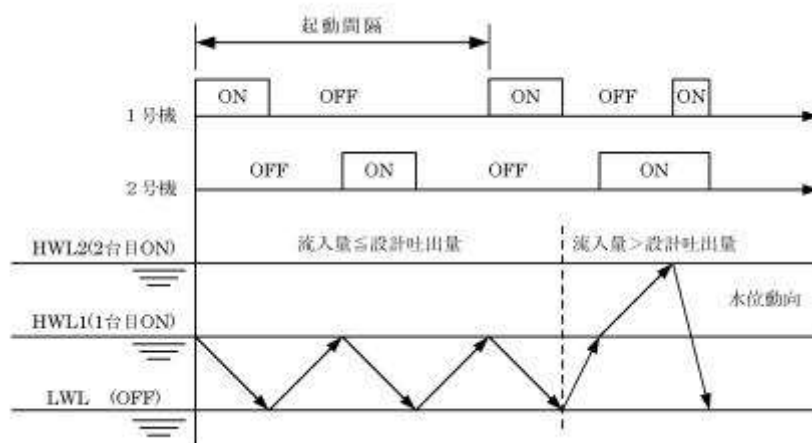 起動間隔
ON OFF ON OFF ON
1号機
OFF ON OFF ON
2号機
HWL2(2台目ON) 流入量≦設計吐出量 流入量>設計吐出量
水位動向
HWL1(1台目ON)
LWL (OFF)